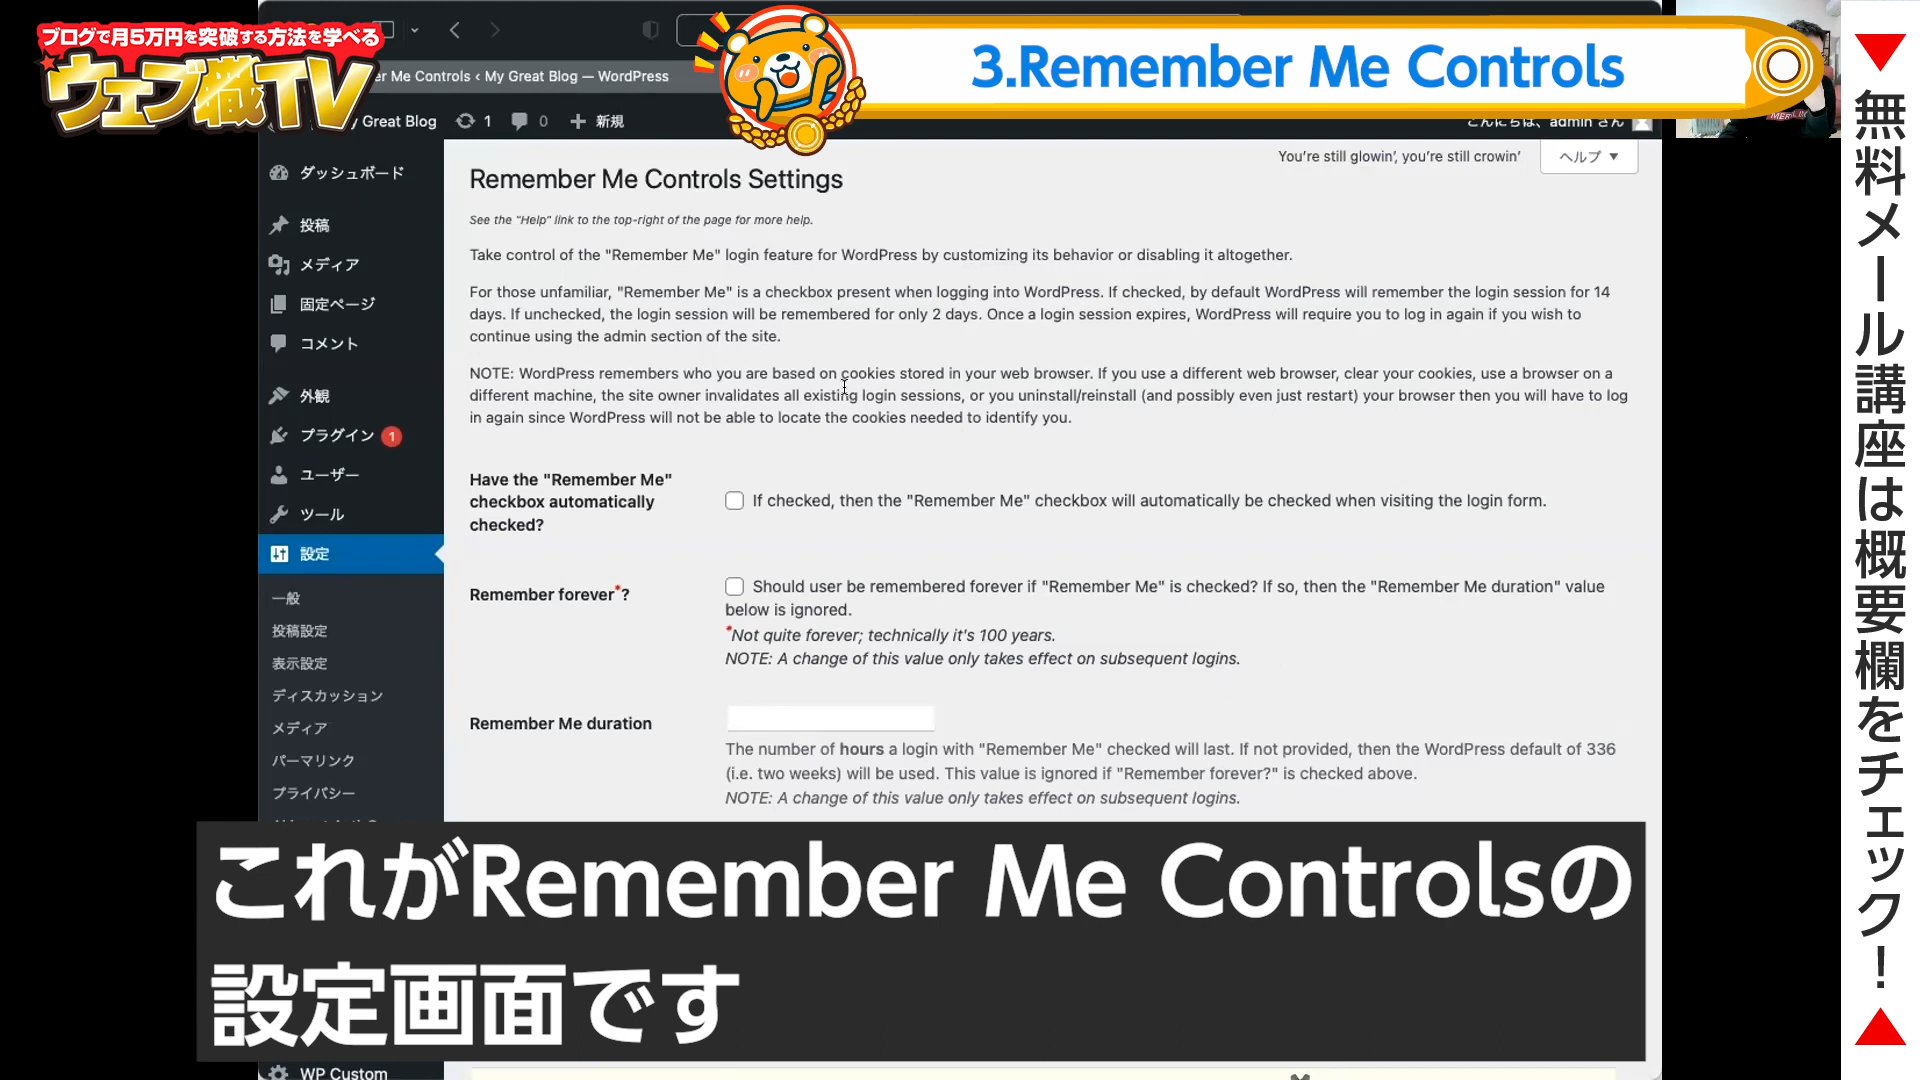 ブログで月5万円を突破する方法を学べる
ウェブ職TV
er Me Controls ‹ My Great Blog — WordPress
3.Remember Me Controls
y Great Blog
1
0
新規
こんにちは、admin さん
You're still glowin', you're still crowin'
ヘルプ
ダッシュボード
投稿
メディア
固定ページ
コメント
外観
プラグイン 1
ユーザー
ツール
設定
一般
投稿設定
表示設定
ディスカッション
メディア
パーマリンク
プライバシー
WP Custom
Remember Me Controls Settings
See the "Help" link to the top-right of the page for more help.
Take control of the "Remember Me" login feature for WordPress by customizing its behavior or disabling it altogether.
For those unfamiliar, "Remember Me" is a checkbox present when logging into WordPress. If checked, by default WordPress will remember the login session for 14
days. If unchecked, the login session will be remembered for only 2 days. Once a login session expires, WordPress will require you to log in again if you wish to
continue using the admin section of the site.
NOTE: WordPress remembers who you are based on cookies stored in your web browser. If you use a different web browser, clear your cookies, use a browser on a
different machine, the site owner invalidates all existing login sessions, or you uninstall/reinstall (and possibly even just restart) your browser then you will have to log
in again since WordPress will not be able to locate the cookies needed to identify you.
Have the "Remember Me"
checkbox automatically
checked?
If checked, then the "Remember Me" checkbox will automatically be checked when visiting the login form.
Remember forever*?
Should user be remembered forever if "Remember Me" is checked? If so, then the "Remember Me duration" value
below is ignored.
*Not quite forever; technically it's 100 years.
NOTE: A change of this value only takes effect on subsequent logins.
Remember Me duration
The number of hours a login with "Remember Me" checked will last. If not provided, then the WordPress default of 336
(i.e. two weeks) will be used. This value is ignored if "Remember forever?" is checked above.
NOTE: A change of this value only takes effect on subsequent logins.
これがRemember Me Controlsの
設定画面です
無料メール講座は概要欄をチェック！